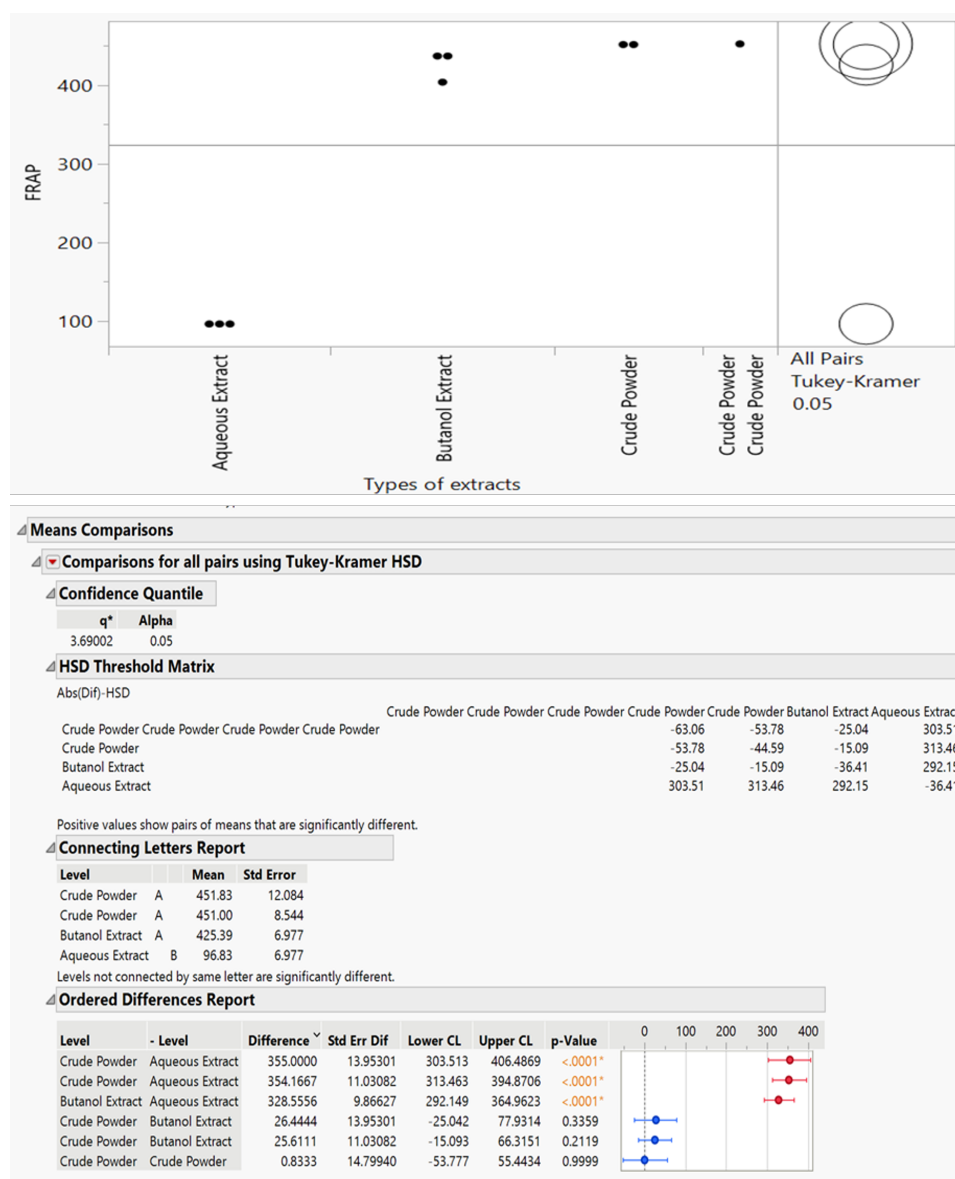 400
300
200
100
FRAP
Aqueous Extract
Butanol Extract
Crude Powder
Crude Powder
Crude Powder
All Pairs
Tukey-Kramer
0.05
Types of extracts
Means Comparisons
Comparisons for all pairs using Tukey-Kramer HSD
Confidence Quantile
q* Alpha
3.69002 0.05
HSD Threshold Matrix
Abs(Dif)-HSD
Crude Powder Crude Powder Crude Powder Crude Powder Crude Powder Butanol Extract Aqueous Extrac
Crude Powder Crude Powder Crude Powder Crude Powder -63.06 -53.78 -25.04 303.51
Crude Powder -53.78 -44.59 -15.09 313.46
Butanol Extract -25.04 -15.09 -36.41 292.15
Aqueous Extract 303.51 313.46 292.15 -36.41
Positive values show pairs of means that are significantly different.
Connecting Letters Report
Level Mean Std Error
Crude Powder A 451.83 12.084
Crude Powder A 451.00 8.544
Butanol Extract A 425.39 6.977
Aqueous Extract B 96.83 6.977
Levels not connected by same letter are significantly different.
Ordered Differences Report
Level - Level Difference Std Err Dif Lower CL Upper CL p-Value 0 100 200 300 400
Crude Powder Aqueous Extract 355.0000 13.95301 303.513 406.4869 <.0001*
Crude Powder Aqueous Extract 354.1667 11.03082 313.463 394.8706 <.0001*
Butanol Extract Aqueous Extract 328.5556 9.86627 292.149 364.9623 <.0001*
Crude Powder Butanol Extract 26.4444 13.95301 -25.042 77.9314 0.3359
Crude Powder Butanol Extract 25.6111 11.03082 -15.093 66.3151 0.2119
Crude Powder Crude Powder 0.8333 14.79940 -53.777 55.4434 0.9999